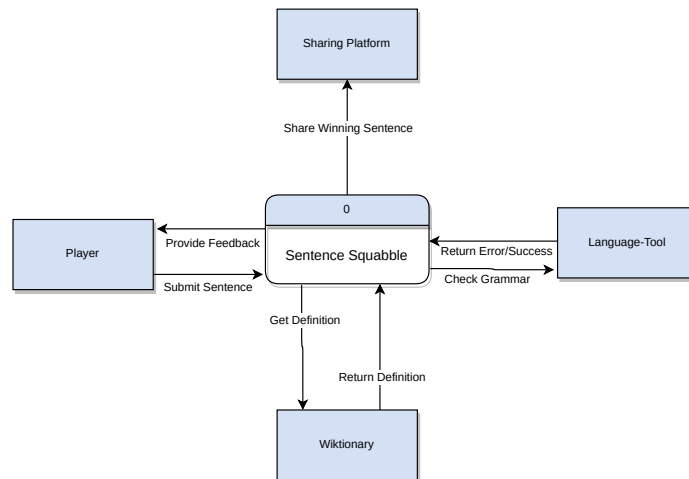 Sharing Platform
Share Winning Sentence
0
Provide Feedback
Return Error/Success
Player
Sentence Squabble
Language-Tool
Submit Sentence
Check Grammar
Get Definition
Return Definition
Wiktionary